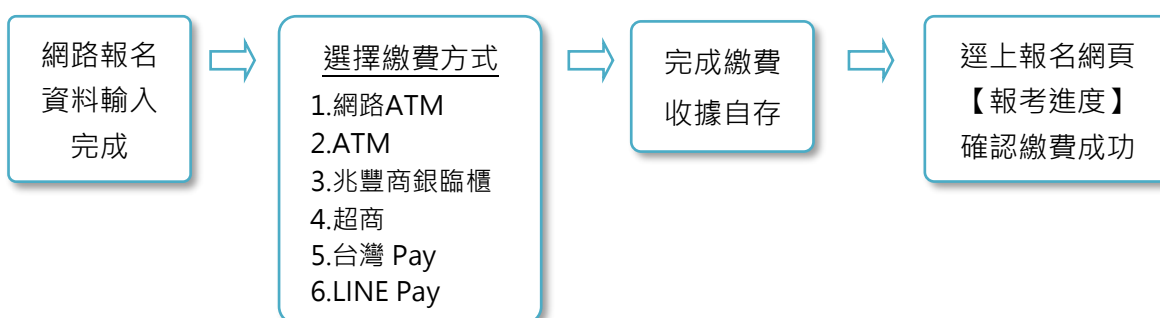 網路報名
資料輸入
完成
選擇繳費方式
1.網路ATM
2.ATM
3.兆豐商銀臨櫃
4.超商
5.台灣 Pay
6.LINE Pay
完成繳費
收據自存
逕上報名網頁
【報考進度】
確認繳費成功